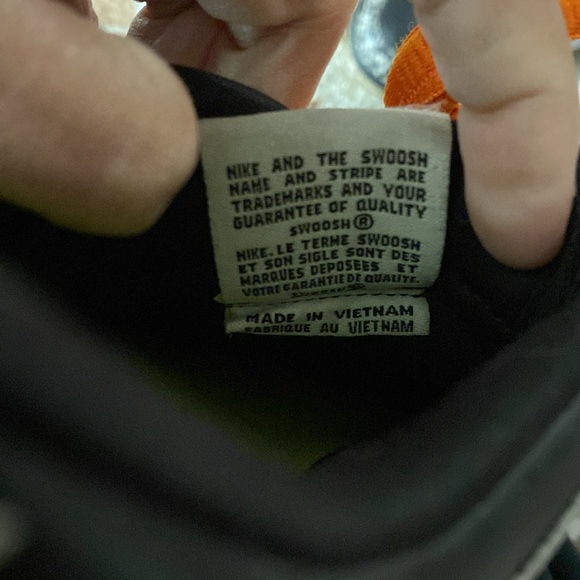 NIKE AND THE SWOOSH
NAME AND STRIPE ARE
TRADEMARKS AND YOUR
GUARANTEE OF QUALITY
SWOOSH®
NIKE. LE TERME SWOOSH
ET SON SIGLE SONT DES
MARQUES DEPOSEES ET
VOTRE GARANTIE DE QUALITE.
MADE IN VIETNAM
FABRIQUE AU VIETNAM